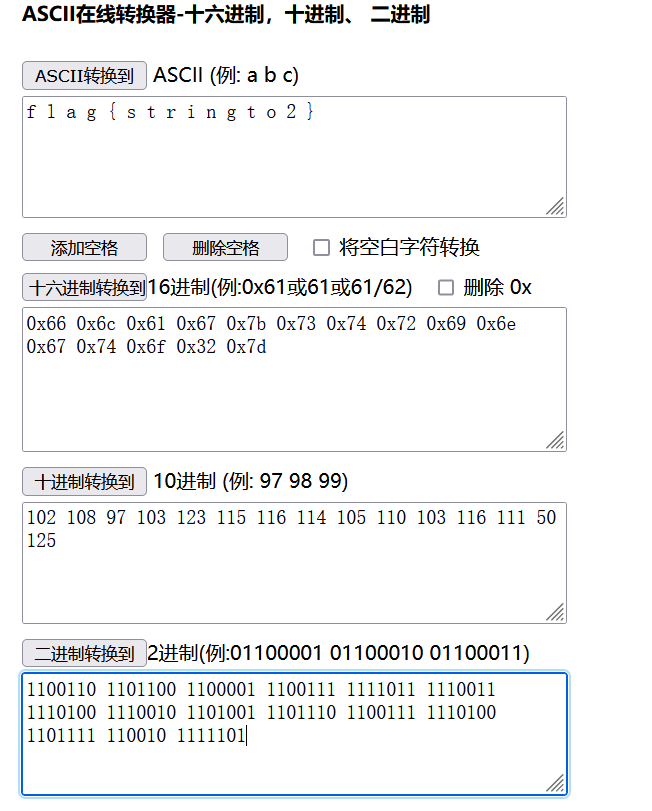 ASCII在线转换器-十六进制，十进制、 二进制
ASCII转换到 ASCII (例: a b c)
f l a g { s t r i n g t o 2 }
添加空格 删除空格 将空白字符转换
十六进制转换到 16进制(例:0x61或61或61/62) 删除 0x
0x66 0x6c 0x61 0x67 0x7b 0x73 0x74 0x72 0x69 0x6e
0x67 0x74 0x6f 0x32 0x7d
十进制转换到 10进制 (例: 97 98 99)
102 108 97 103 123 115 116 114 105 110 103 116 111 50
125
二进制转换到 2进制(例:01100001 01100010 01100011)
1100110 1101100 1100001 1100111 1111011 1110011
1110100 1110010 1101001 1101110 1100111 1110100
1101111 110010 1111101